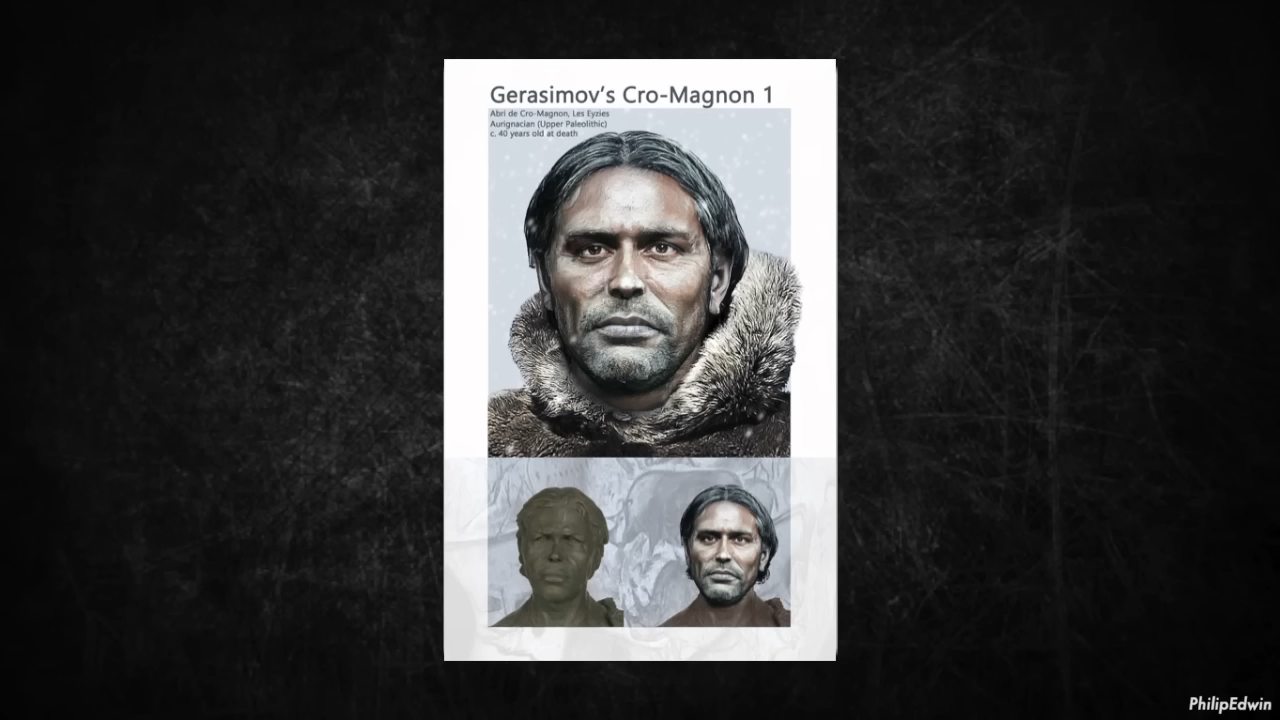 Gerasimov's Cro-Magnon 1
Abri de Cro-Magnon, Les Eyzies
Aurignacian (Upper Paleolithic)
c. 40 years old at death
PhilipEdwin